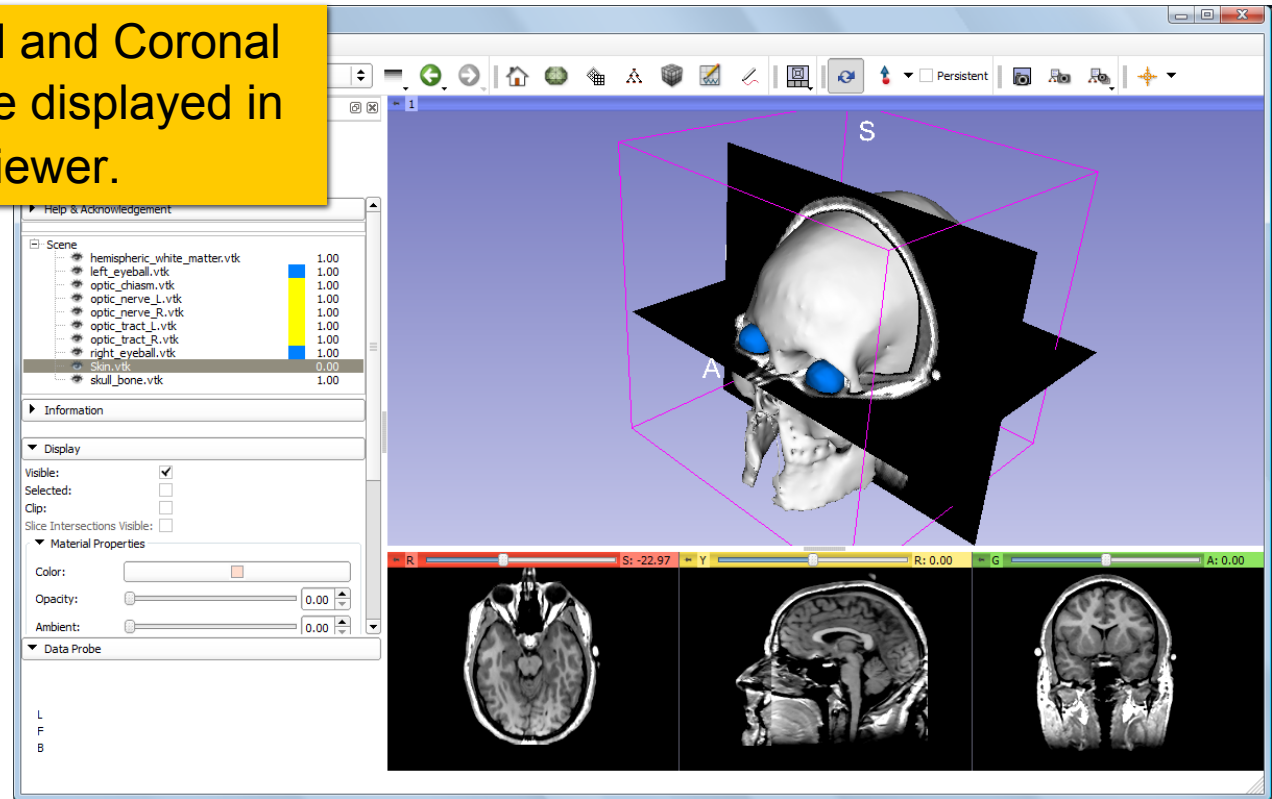 l and Coronal
e displayed in
iewer.
Persistent
1
Help & Acknowledgement
Scene
hemispheric_white_matter.vtk 1.00
left_eyeball.vtk 1.00
optic_chiasm.vtk 1.00
optic_nerve_L.vtk 1.00
optic_nerve_R.vtk 1.00
optic_tract_L.vtk 1.00
optic_tract_R.vtk 1.00
right_eyeball.vtk 1.00
Skin.vtk 0.00
skull_bone.vtk 1.00
Information
Display
Visible:
Selected:
Clip:
Slice Intersections Visible:
Material Properties
Color:
Opacity: 0.00
Ambient: 0.00
Data Probe
L
F
B
S
A
R S: -22.97
Y R: 0.00
G A: 0.00